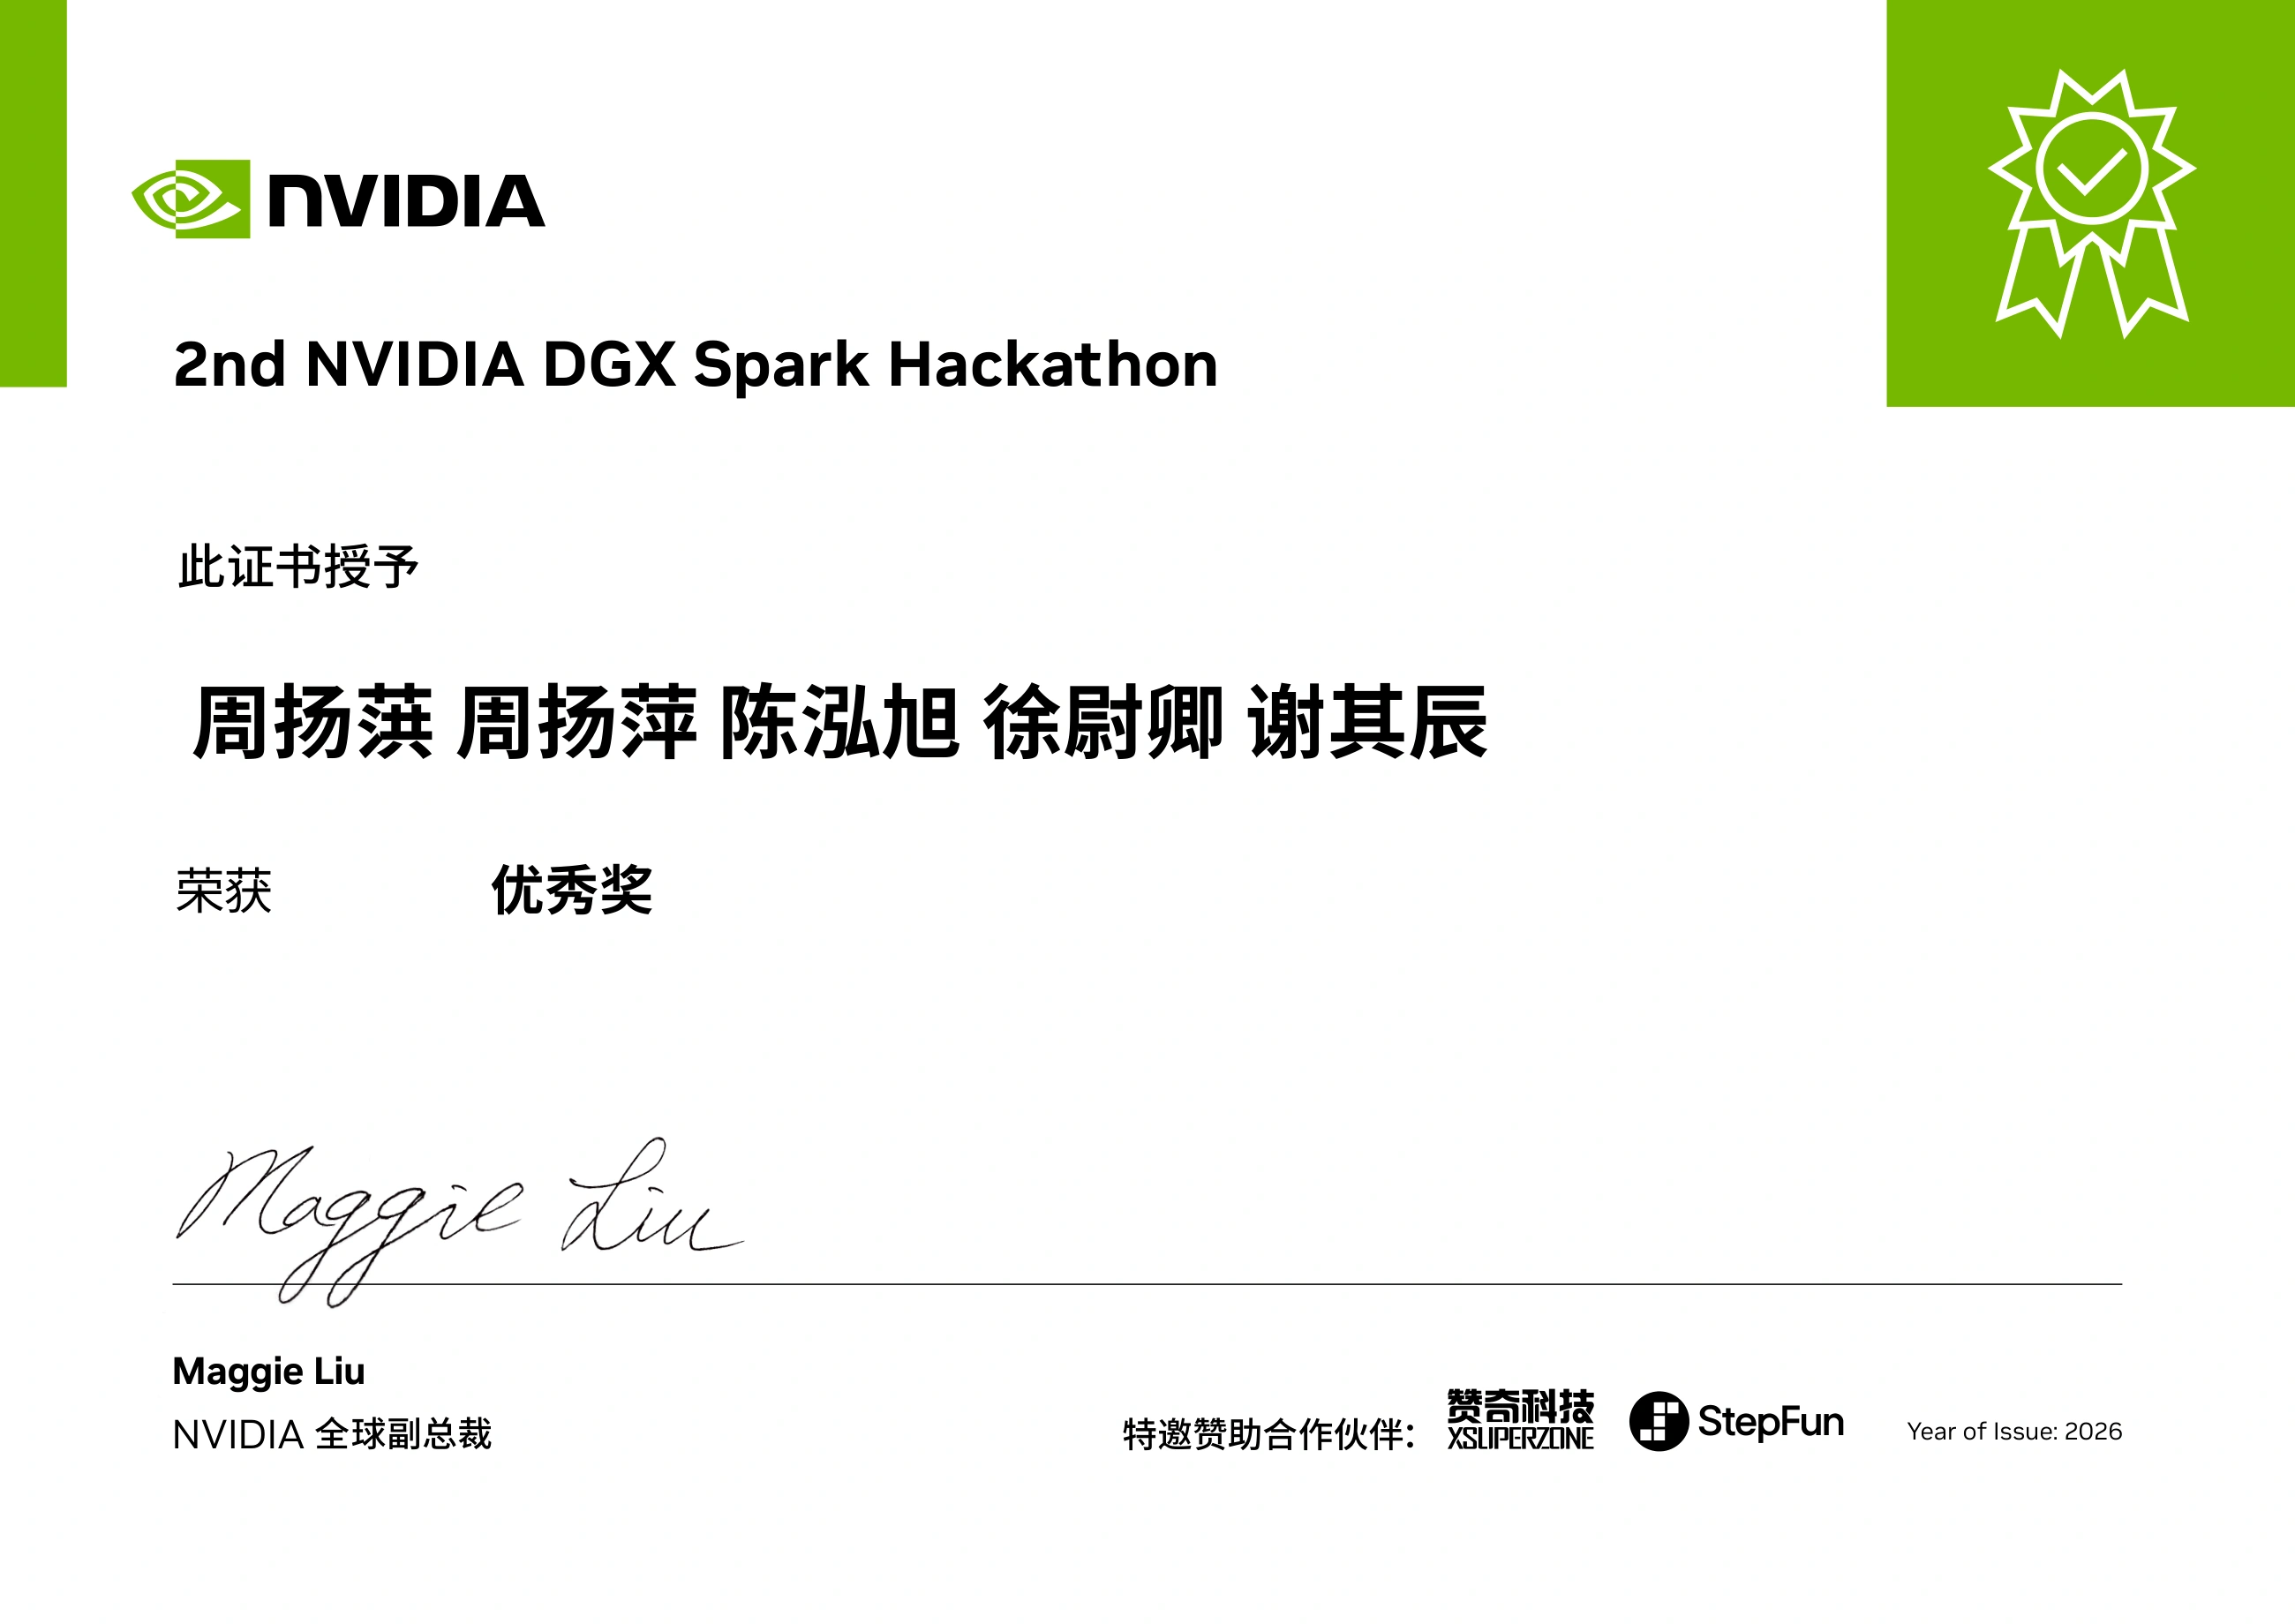 NVIDIA
2nd NVIDIA DGX Spark Hackathon
此证书授予
周扬葓 周扬萍 陈泓旭 徐尉卿 谢其辰
荣获 优秀奖
Maggie Liu
Maggie Liu
NVIDIA 全球副总裁
特邀赞助合作伙伴: 赞奇科技 XSUPERZONE StepFun Year of Issue: 2026